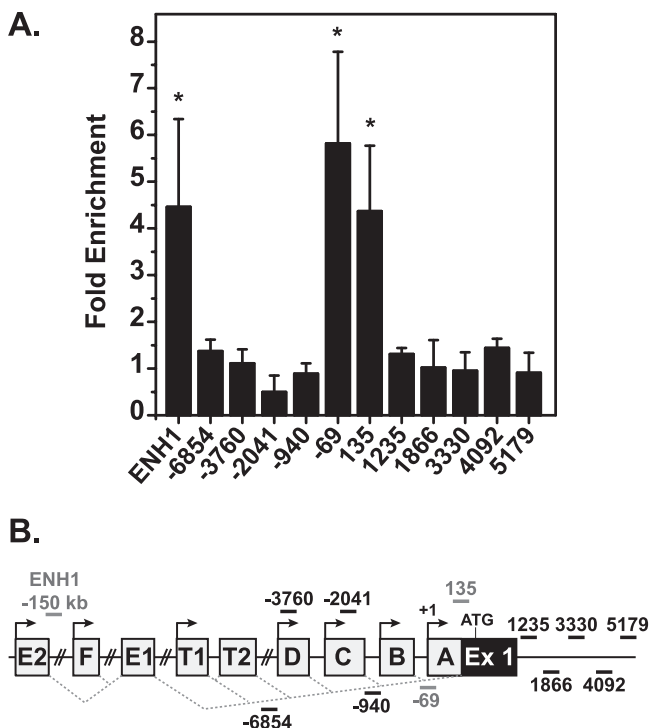 A.
Fold Enrichment
8
7
6
5
4
3
2
1
0
*
*
*
ENH1 -6854 -3760 -2041 -940 -69 135 1235 1866 3330 4092 5179
B.
ENH1
-150 kb
-3760 -2041 +1 135 ATG
1235 3330 5179
E2 F E1 T1 T2 D C B A Ex 1
-6854 -940 -69 1866 4092